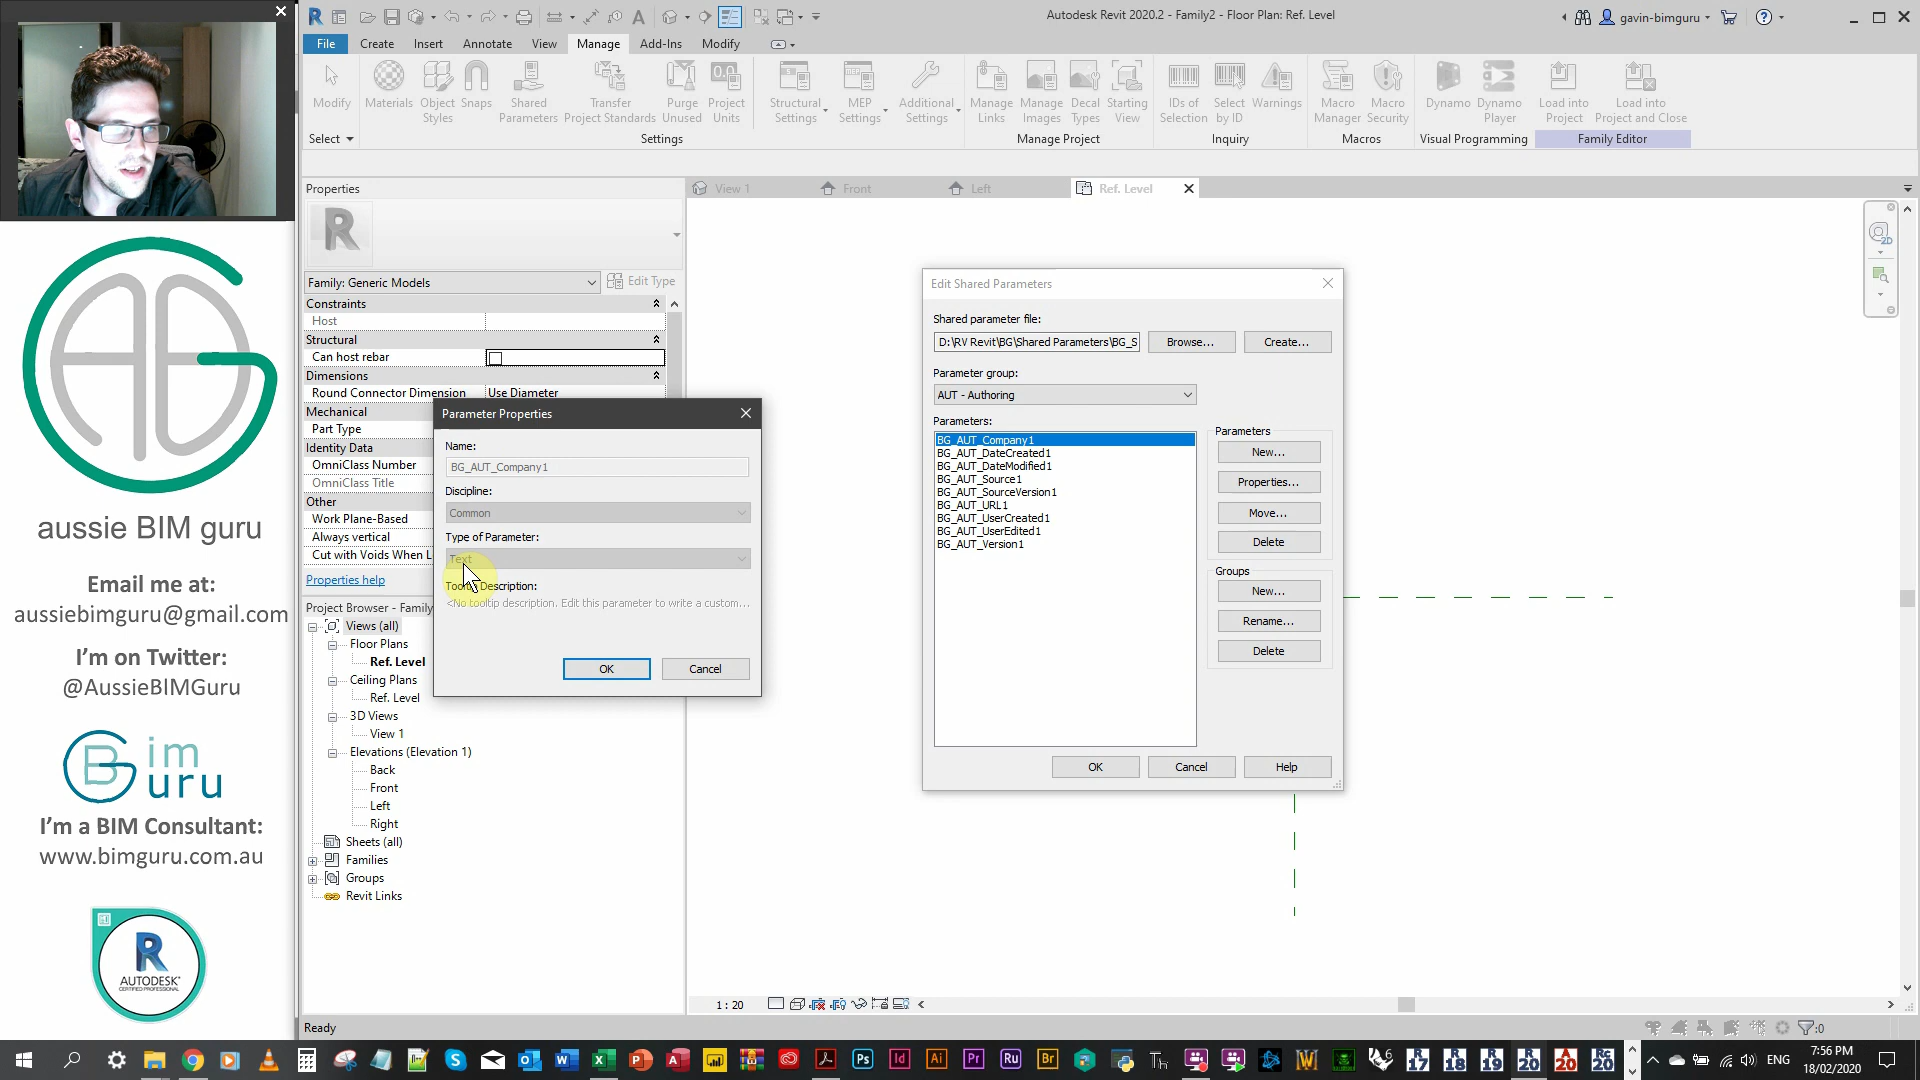 Autodesk Revit 2020.2 - Family2 - Floor Plan: Ref. Level
gavin-bimguru
File Create Insert Annotate View Manage Add-Ins Modify
Modify
Materials
Object Styles
Snaps
Shared Parameters
Transfer Project Standards
Purge Unused
Project Units
Structural Settings
MEP Settings
Additional Settings
Manage Links
Manage Images
Decal Types
Starting View
IDs of Selection
Select by ID
Warnings
Macro Manager
Macro Security
Dynamo
Dynamo Player
Load into Project
Load into Project and Close
Select
Settings
Manage Project
Inquiry
Macros
Visual Programming
Family Editor
Properties
View 1
Front
Left
Ref. Level
Family: Generic Models
Edit Type
Constraints
Host
Structural
Can host rebar
Dimensions
Round Connector Dimension Use Diameter
Mechanical
Part Type
Identity Data
OmniClass Number
OmniClass Title
Other
Work Plane-Based
Always vertical
Cut with Voids When L
Properties help
Project Browser - Family
Views (all)
Floor Plans
Ref. Level
Ceiling Plans
Ref. Level
3D Views
View 1
Elevations (Elevation 1)
Back
Front
Left
Right
Sheets (all)
Families
Groups
Revit Links
Parameter Properties
Name:
BG_AUT_Company1
Discipline:
Common
Type of Parameter:
Text
Tooltip Description:
<No tooltip description. Edit this parameter to write a custom...
OK Cancel
Edit Shared Parameters
Shared parameter file:
D:\RV Revit\BG\Shared Parameters\BG_S
Browse... Create...
Parameter group:
AUT - Authoring
Parameters:
BG_AUT_Company1
BG_AUT_DateCreated1
BG_AUT_DateModified1
BG_AUT_Source1
BG_AUT_SourceVersion1
BG_AUT_URL1
BG_AUT_UserCreated1
BG_AUT_UserEdited1
BG_AUT_Version1
Parameters
New...
Properties...
Move...
Delete
Groups
New...
Rename...
Delete
OK Cancel Help
aussie BIM guru
Email me at:
aussiebimguru@gmail.com
I'm on Twitter:
@AussieBIMGuru
BG im uru
I'm a BIM Consultant:
www.bimguru.com.au
R
AUTODESK
CERTIFIED PROFESSIONAL
1 : 20
Ready
:0
ENG
7:56 PM
18/02/2020